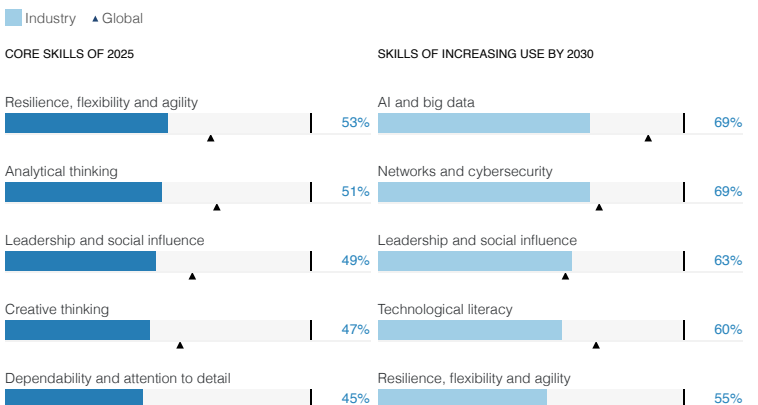 Industry Global
CORE SKILLS OF 2025
Resilience, flexibility and agility
53%
Analytical thinking
51%
Leadership and social influence
49%
Creative thinking
47%
Dependability and attention to detail
45%
SKILLS OF INCREASING USE BY 2030
AI and big data
69%
Networks and cybersecurity
69%
Leadership and social influence
63%
Technological literacy
60%
Resilience, flexibility and agility
55%